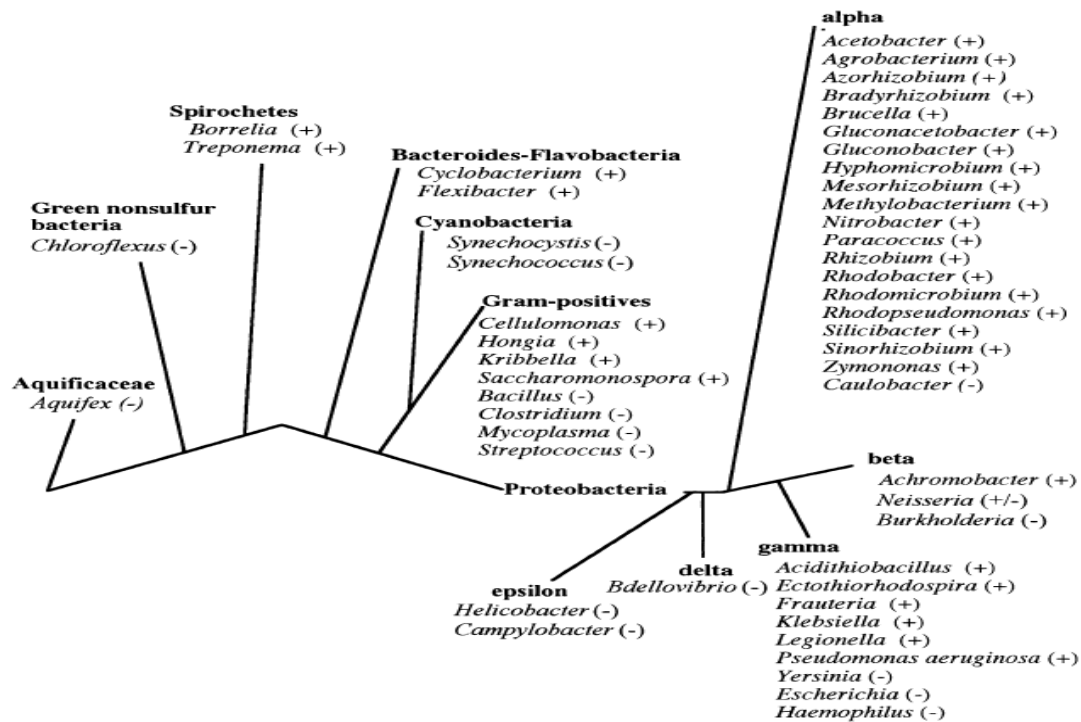 Spirochetes
Borrelia (+)
Treponema (+)
Green nonsulfur
bacteria
Chloroflexus (-)
Aquificaceae
Aquifex (-)
Bacteroides-Flavobacteria
Cyclobacterium (+)
Flexibacter (+)
Cyanobacteria
Synechocystis (-)
Synechococcus (-)
Gram-positives
Cellulomonas (+)
Hongia (+)
Kribbella (+)
Saccharomonospora (+)
Bacillus (-)
Clostridium (-)
Mycoplasma (-)
Streptococcus (-)
Proteobacteria
alpha
Acetobacter (+)
Agrobacterium (+)
Azorhizobium (+)
Bradyrhizobium (+)
Brucella (+)
Gluconacetobacter (+)
Gluconobacter (+)
Hyphomicrobium (+)
Mesorhizobium (+)
Methylobacterium (+)
Nitrobacter (+)
Paracoccus (+)
Rhizobium (+)
Rhodobacter (+)
Rhodomicrobium (+)
Rhodopseudomonas (+)
Silicibacter (+)
Sinorhizobium (+)
Zymononas (+)
Caulobacter (-)
beta
Achromobacter (+)
Neisseria (+/-)
Burkholderia (-)
gamma
Acidithiobacillus (+)
Ectothiorhodospira (+)
Frauteria (+)
Klebsiella (+)
Legionella (+)
Pseudomonas aeruginosa (+)
Yersinia (-)
Escherichia (-)
Haemophilus (-)
delta
Bdellovibrio (-)
epsilon
Helicobacter (-)
Campylobacter (-)